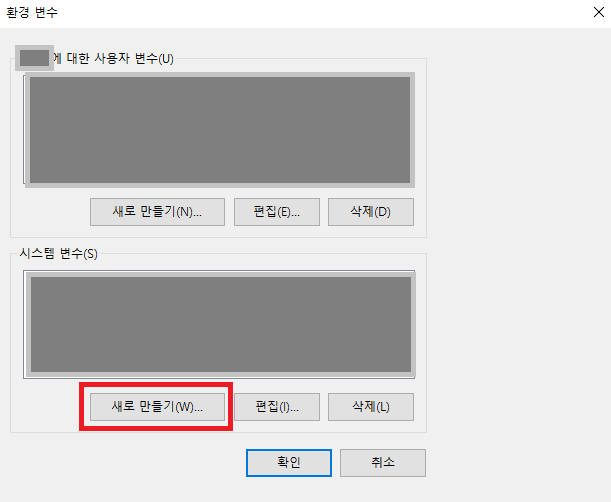 환경 변수
에 대한 사용자 변수(U)
새로 만들기(N)... 편집(E)... 삭제(D)
시스템 변수(S)
새로 만들기(W)... 편집(I)... 삭제(L)
확인 취소